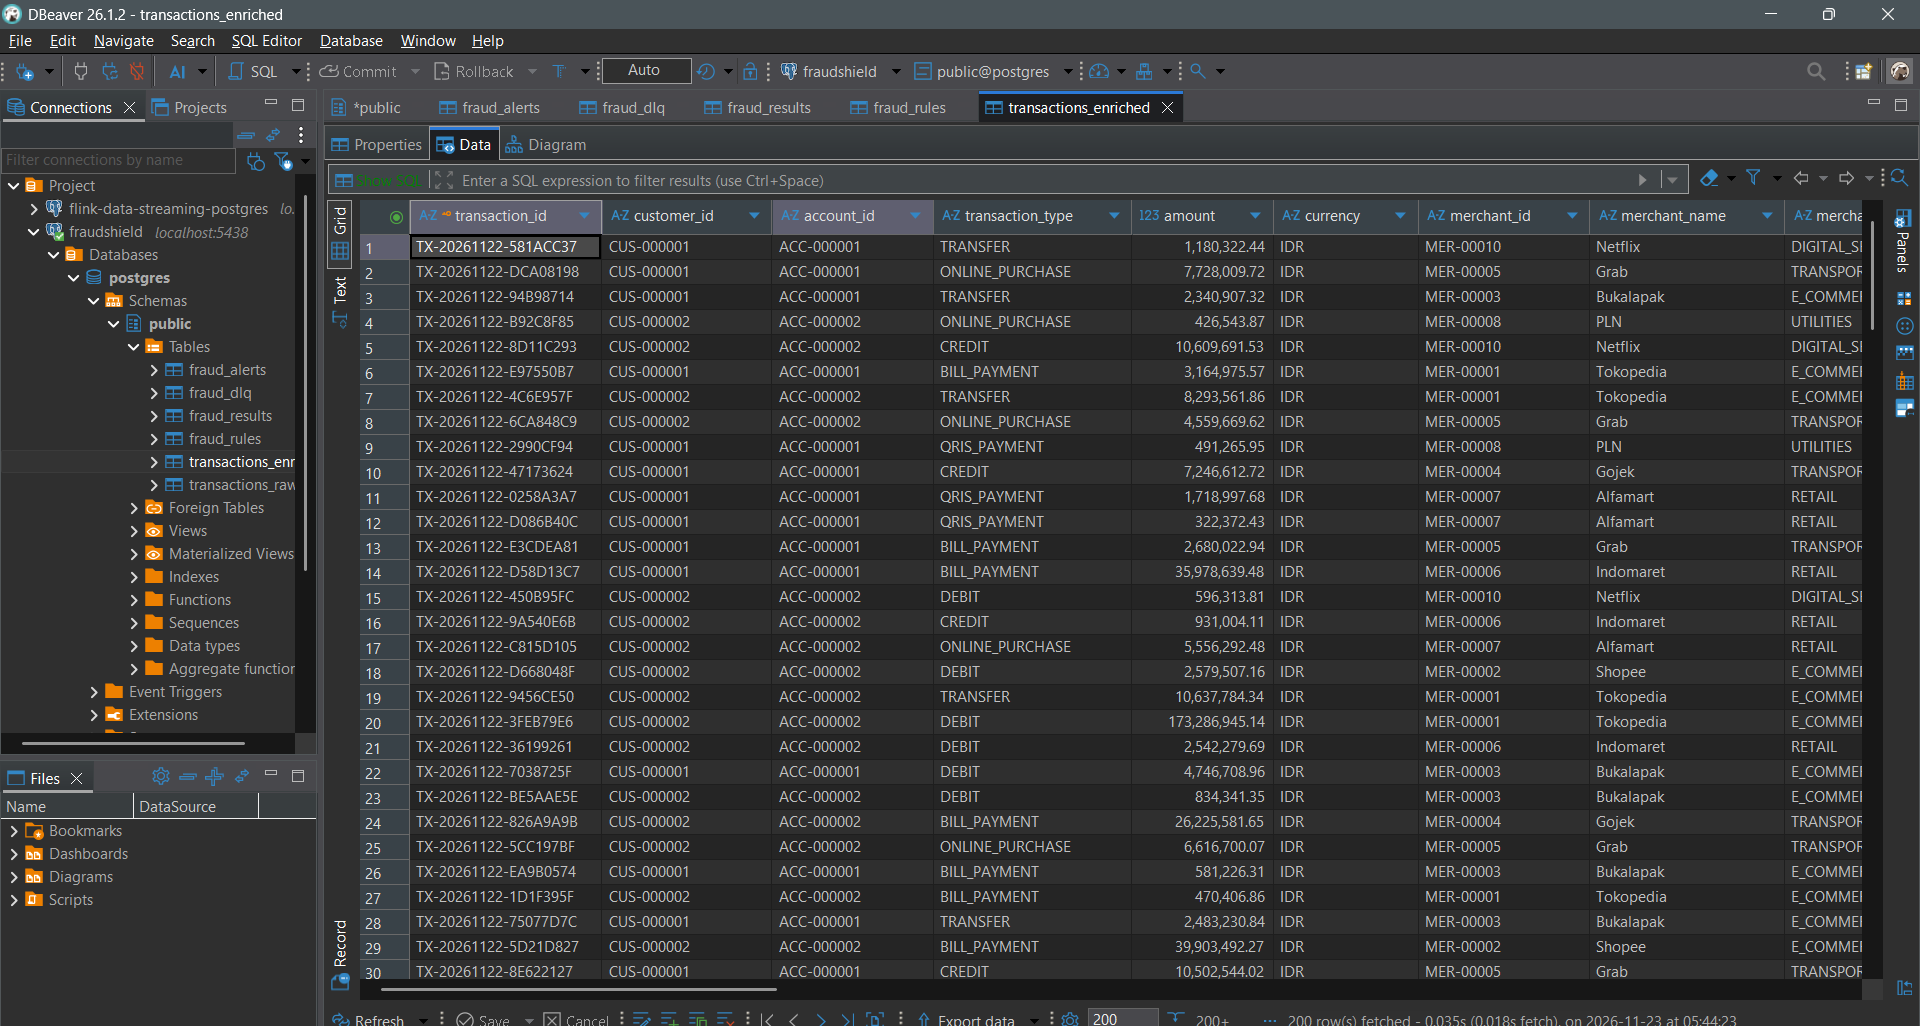 DBeaver 26.1.2 - transactions_enriched
File Edit Navigate Search SQL Editor Database Window Help
AI SQL Commit Rollback Auto fraudshield public@postgres
Connections Projects *public fraud_alerts fraud_dlq fraud_results fraud_rules transactions_enriched
Properties Data Diagram
Filter connections by name
Show SQL Enter a SQL expression to filter results (use Ctrl+Space)
Project
flink-data-streaming-postgres lo.
fraudshield localhost:5438
Databases
postgres
Schemas
public
Tables
fraud_alerts
fraud_dlq
fraud_results
fraud_rules
transactions_enr
transactions_raw
Foreign Tables
Views
Materialized Views
Indexes
Functions
Sequences
Data types
Aggregate function
Event Triggers
Extensions
Files
Name DataSource
Bookmarks
Dashboards
Diagrams
Scripts
Grid
Text
Record
Panels
A-Z transaction_id A-Z customer_id A-Z account_id A-Z transaction_type 123 amount A-Z currency A-Z merchant_id A-Z merchant_name A-Z mercha
1 TX-20261122-581ACC37 CUS-000001 ACC-000001 TRANSFER 1,180,322.44 IDR MER-00010 Netflix DIGITAL_SE
2 TX-20261122-DCA08198 CUS-000001 ACC-000001 ONLINE_PURCHASE 7,728,009.72 IDR MER-00005 Grab TRANSPOR
3 TX-20261122-94B98714 CUS-000001 ACC-000001 TRANSFER 2,340,907.32 IDR MER-00003 Bukalapak E_COMMEI
4 TX-20261122-B92C8F85 CUS-000002 ACC-000002 ONLINE_PURCHASE 426,543.87 IDR MER-00008 PLN UTILITIES
5 TX-20261122-8D11C293 CUS-000002 ACC-000002 CREDIT 10,609,691.53 IDR MER-00010 Netflix DIGITAL_SE
6 TX-20261122-E97550B7 CUS-000001 ACC-000001 BILL_PAYMENT 3,164,975.57 IDR MER-00001 Tokopedia E_COMMEI
7 TX-20261122-4C6E957F CUS-000002 ACC-000002 TRANSFER 8,293,561.86 IDR MER-00001 Tokopedia E_COMMEI
8 TX-20261122-6CA848C9 CUS-000002 ACC-000002 ONLINE_PURCHASE 4,559,669.62 IDR MER-00005 Grab TRANSPOR
9 TX-20261122-2990CF94 CUS-000001 ACC-000001 QRIS_PAYMENT 491,265.95 IDR MER-00008 PLN UTILITIES
10 TX-20261122-47173624 CUS-000001 ACC-000001 CREDIT 7,246,612.72 IDR MER-00004 Gojek TRANSPOR
11 TX-20261122-0258A3A7 CUS-000001 ACC-000001 QRIS_PAYMENT 1,718,997.68 IDR MER-00007 Alfamart RETAIL
12 TX-20261122-D086B40C CUS-000001 ACC-000001 QRIS_PAYMENT 322,372.43 IDR MER-00007 Alfamart RETAIL
13 TX-20261122-E3CDEA81 CUS-000001 ACC-000001 BILL_PAYMENT 2,680,022.94 IDR MER-00005 Grab TRANSPOR
14 TX-20261122-D58D13C7 CUS-000001 ACC-000001 BILL_PAYMENT 35,978,639.48 IDR MER-00006 Indomaret RETAIL
15 TX-20261122-450B95FC CUS-000002 ACC-000002 DEBIT 596,313.81 IDR MER-00010 Netflix DIGITAL_SE
16 TX-20261122-9A540E6B CUS-000002 ACC-000002 CREDIT 931,004.11 IDR MER-00006 Indomaret RETAIL
17 TX-20261122-C815D105 CUS-000002 ACC-000002 ONLINE_PURCHASE 5,556,292.48 IDR MER-00007 Alfamart RETAIL
18 TX-20261122-D668048F CUS-000002 ACC-000002 DEBIT 2,579,507.16 IDR MER-00002 Shopee E_COMMEI
19 TX-20261122-9456CE50 CUS-000002 ACC-000002 TRANSFER 10,637,784.34 IDR MER-00001 Tokopedia E_COMMEI
20 TX-20261122-3FEB79E6 CUS-000002 ACC-000002 DEBIT 173,286,945.14 IDR MER-00001 Tokopedia E_COMMEI
21 TX-20261122-36199261 CUS-000002 ACC-000002 DEBIT 2,542,279.69 IDR MER-00006 Indomaret RETAIL
22 TX-20261122-7038725F CUS-000001 ACC-000001 DEBIT 4,746,708.96 IDR MER-00003 Bukalapak E_COMMEI
23 TX-20261122-BE5AAE5E CUS-000002 ACC-000002 DEBIT 834,341.35 IDR MER-00003 Bukalapak E_COMMEI
24 TX-20261122-826A9A9B CUS-000002 ACC-000002 BILL_PAYMENT 26,225,581.65 IDR MER-00004 Gojek TRANSPOR
25 TX-20261122-5CC197BF CUS-000002 ACC-000002 ONLINE_PURCHASE 6,616,700.07 IDR MER-00005 Grab TRANSPOR
26 TX-20261122-EA9B0574 CUS-000001 ACC-000001 BILL_PAYMENT 581,226.31 IDR MER-00003 Bukalapak E_COMMEI
27 TX-20261122-1D1F395F CUS-000002 ACC-000002 BILL_PAYMENT 470,406.86 IDR MER-00001 Tokopedia E_COMMEI
28 TX-20261122-75077D7C CUS-000001 ACC-000001 TRANSFER 2,483,230.84 IDR MER-00003 Bukalapak E_COMMEI
29 TX-20261122-5D21D827 CUS-000002 ACC-000002 BILL_PAYMENT 39,903,492.27 IDR MER-00002 Shopee E_COMMEI
30 TX-20261122-8E622127 CUS-000001 ACC-000001 CREDIT 10,502,544.02 IDR MER-00005 Grab TRANSPOR
Refresh Save Cancel Export data 200 200+ 200 row(s) fetched - 0.035s (0.018s fetch), on 2026-11-23 at 05:44:23